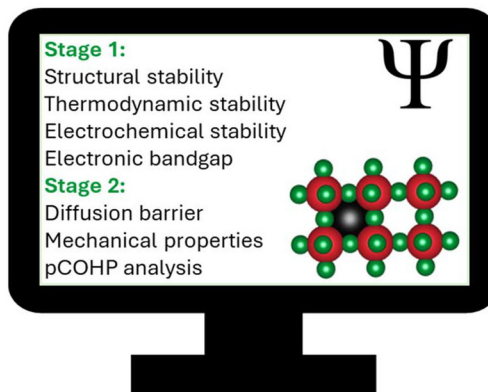 Stage 1:
Ψ
Structural stability
Thermodynamic stability
Electrochemical stability
Electronic bandgap
Stage 2:
Diffusion barrier
Mechanical properties
pCOHP analysis